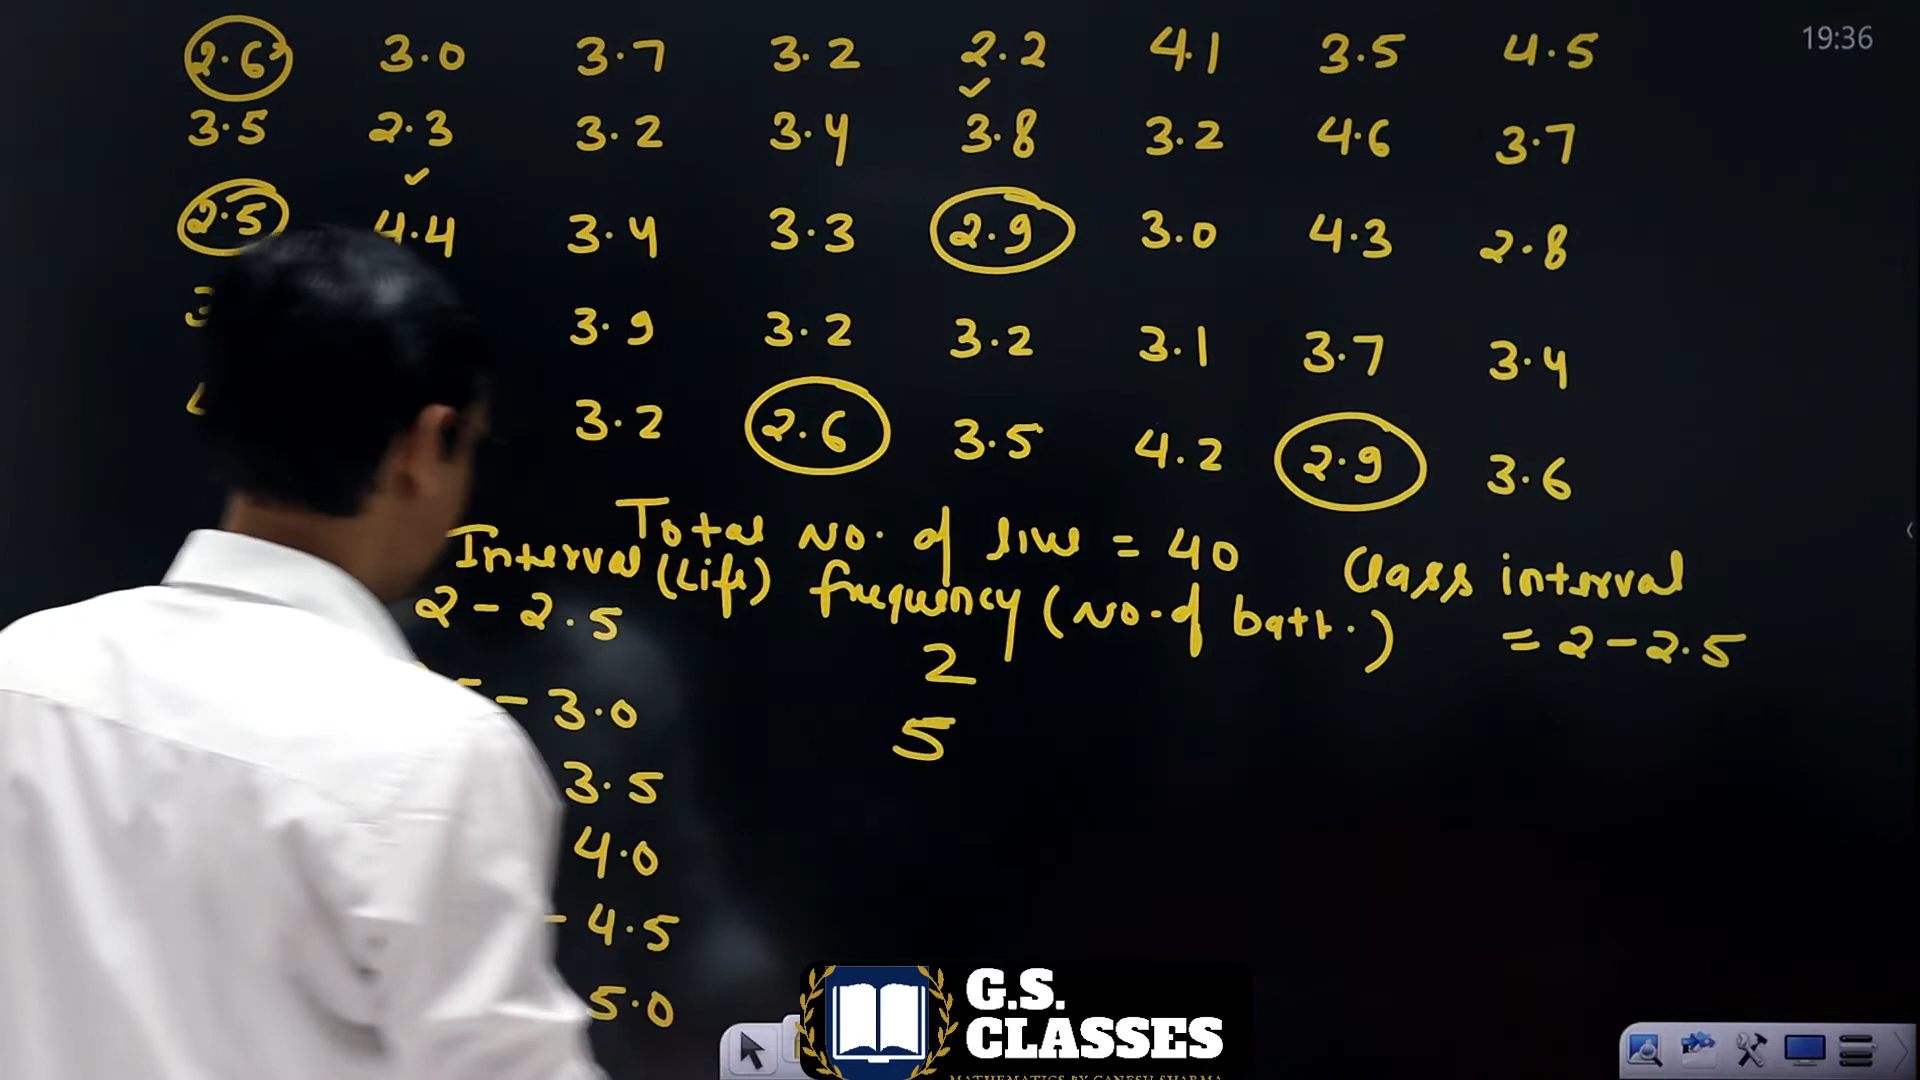 2.6 3.0 3.7 3.2 2.2 4.1 3.5 4.5
3.5 2.3 3.2 3.4 3.8 3.2 4.6 3.7
2.5 4.4 3.4 3.3 2.9 3.0 4.3 2.8
3.9 3.2 3.2 3.1 3.7 3.4
3.2 2.6 3.5 4.2 2.9 3.6
Total No. of = 40
Interval (Life) frequency (No. of batt.)
2 - 2.5 2
- 3.0 5
3.5
4.0
- 4.5
5.0
Class interval
= 2 - 2.5
19:36
G.S.
CLASSES
MATHEMATICS BY GANESH SHARMA